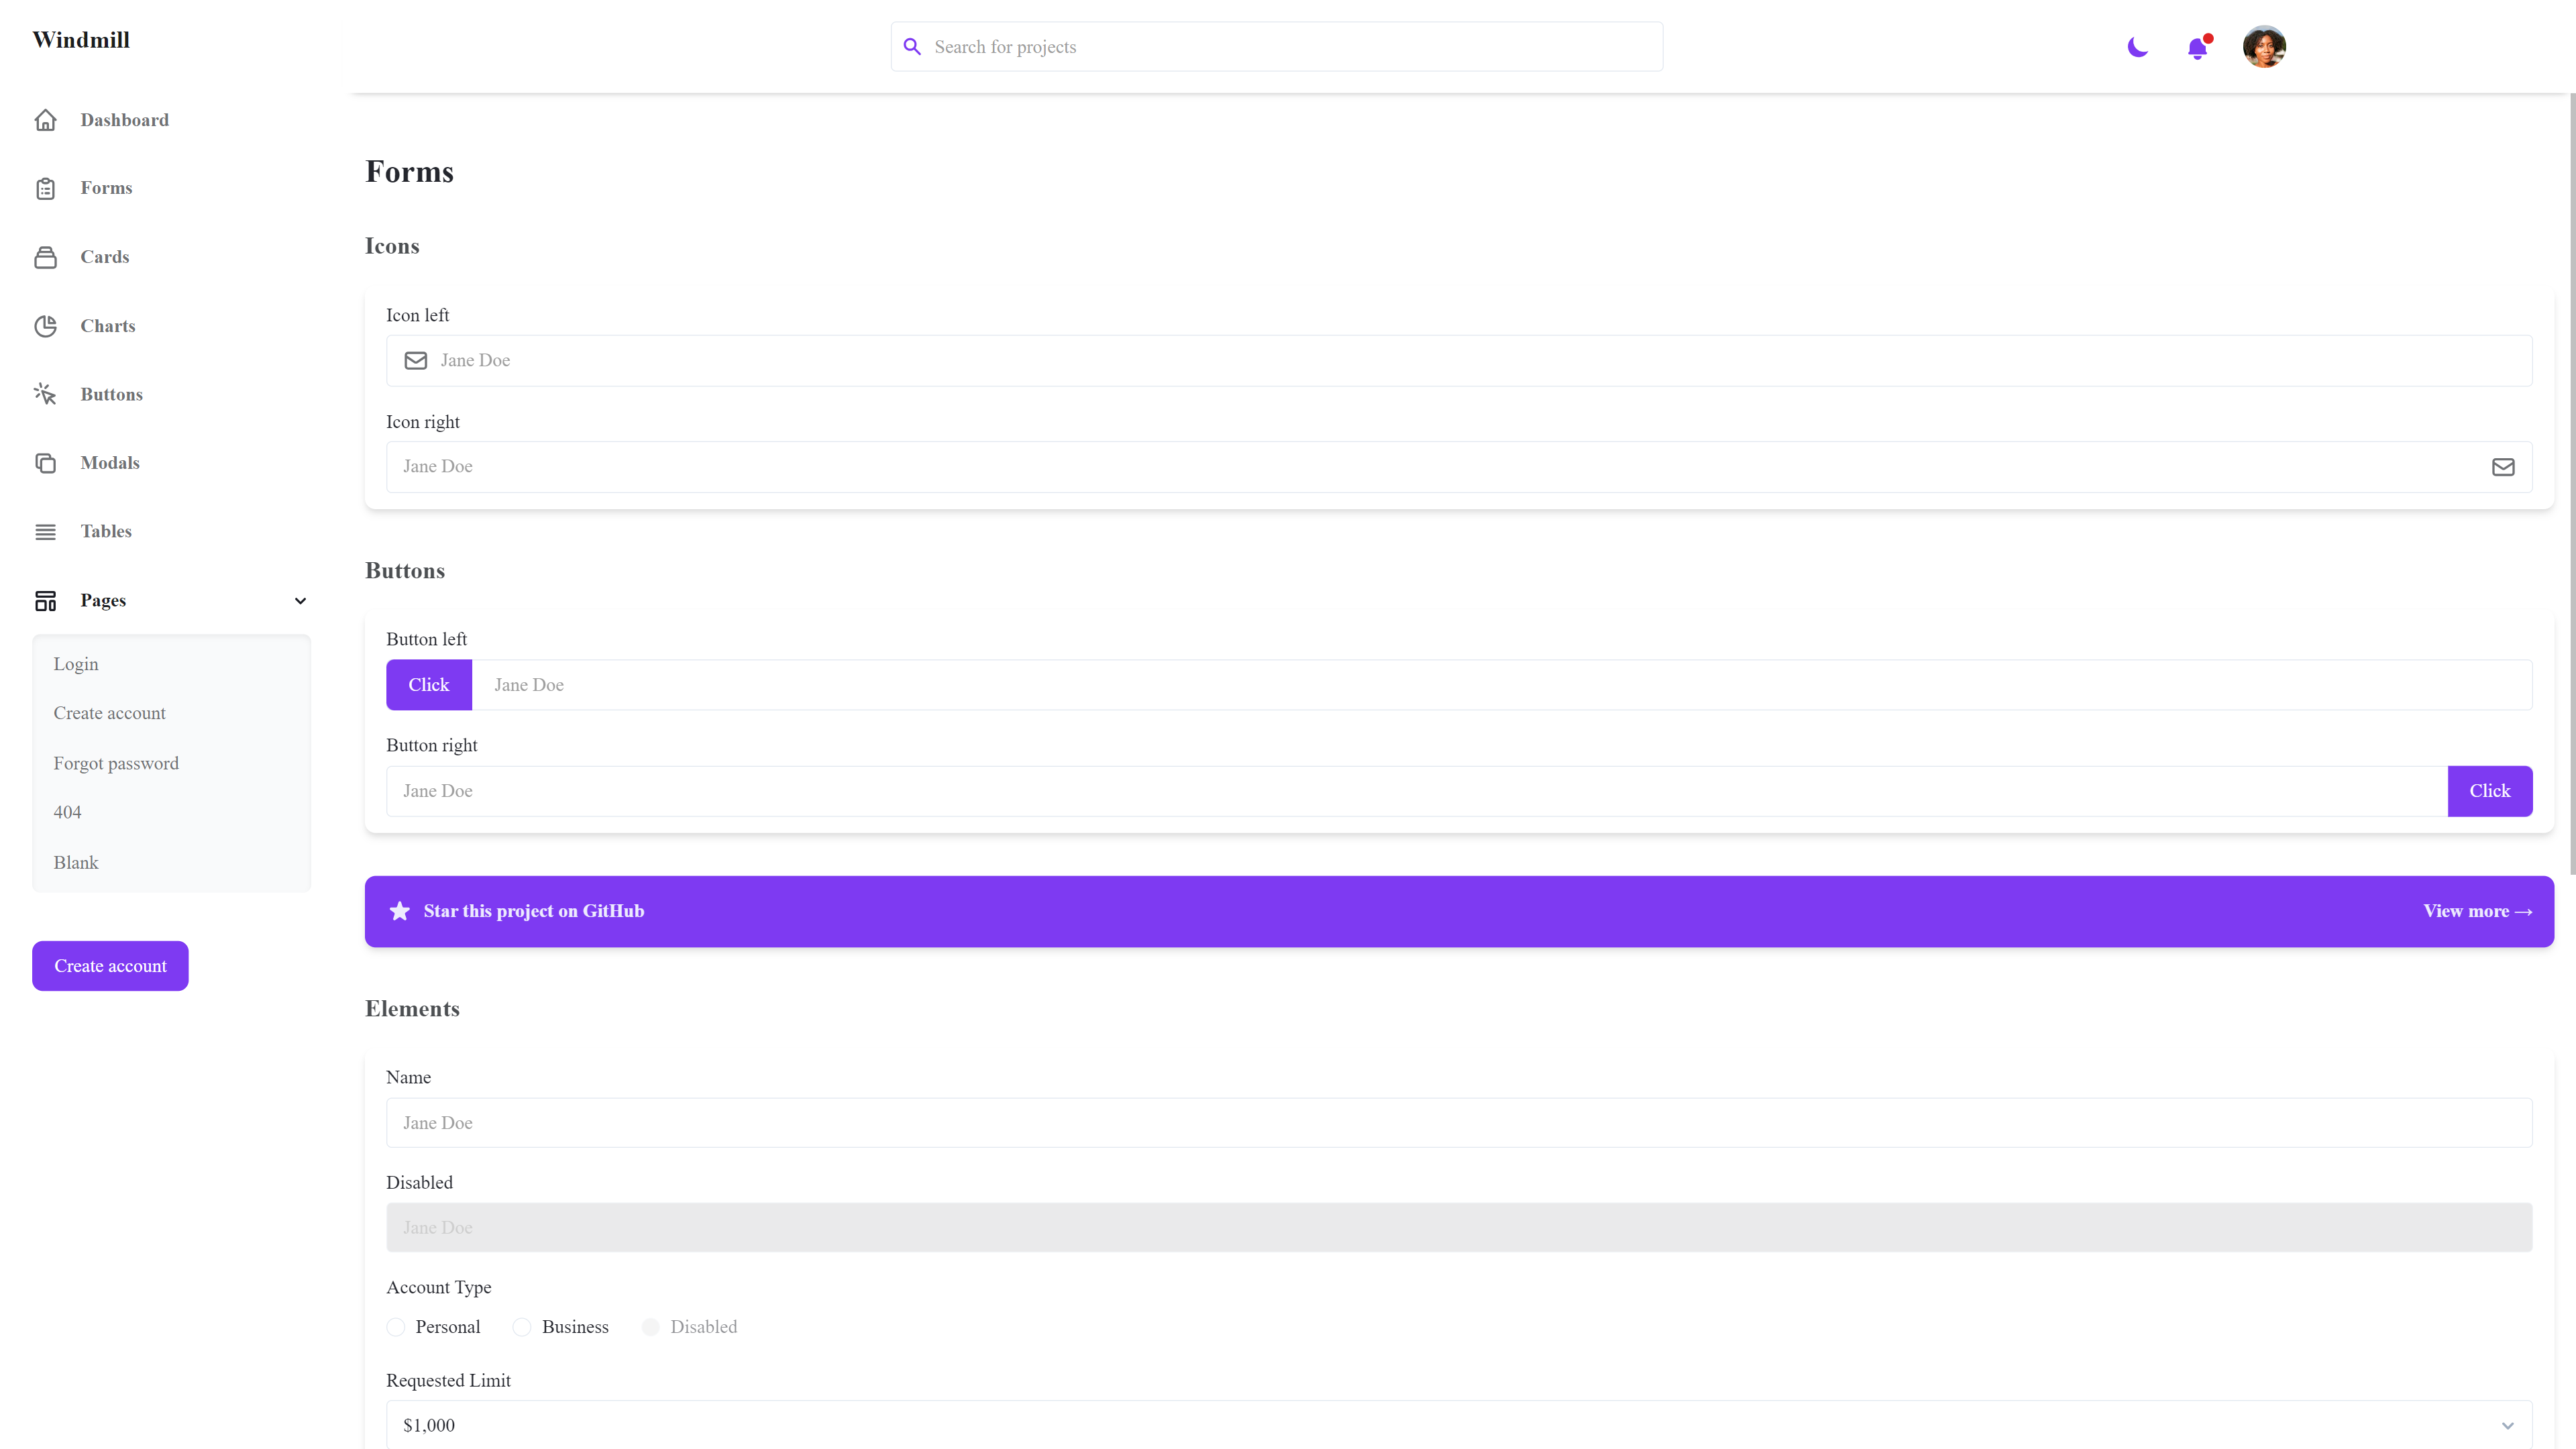 Windmill
Search for projects
Dashboard
Forms
Cards
Charts
Buttons
Modals
Tables
Pages
Login
Create account
Forgot password
404
Blank
Create account
Forms
Icons
Icon left
Jane Doe
Icon right
Jane Doe
Buttons
Button left
Click Jane Doe
Button right
Jane Doe Click
Star this project on GitHub View more →
Elements
Name
Jane Doe
Disabled
Jane Doe
Account Type
Personal Business Disabled
Requested Limit
$1,000